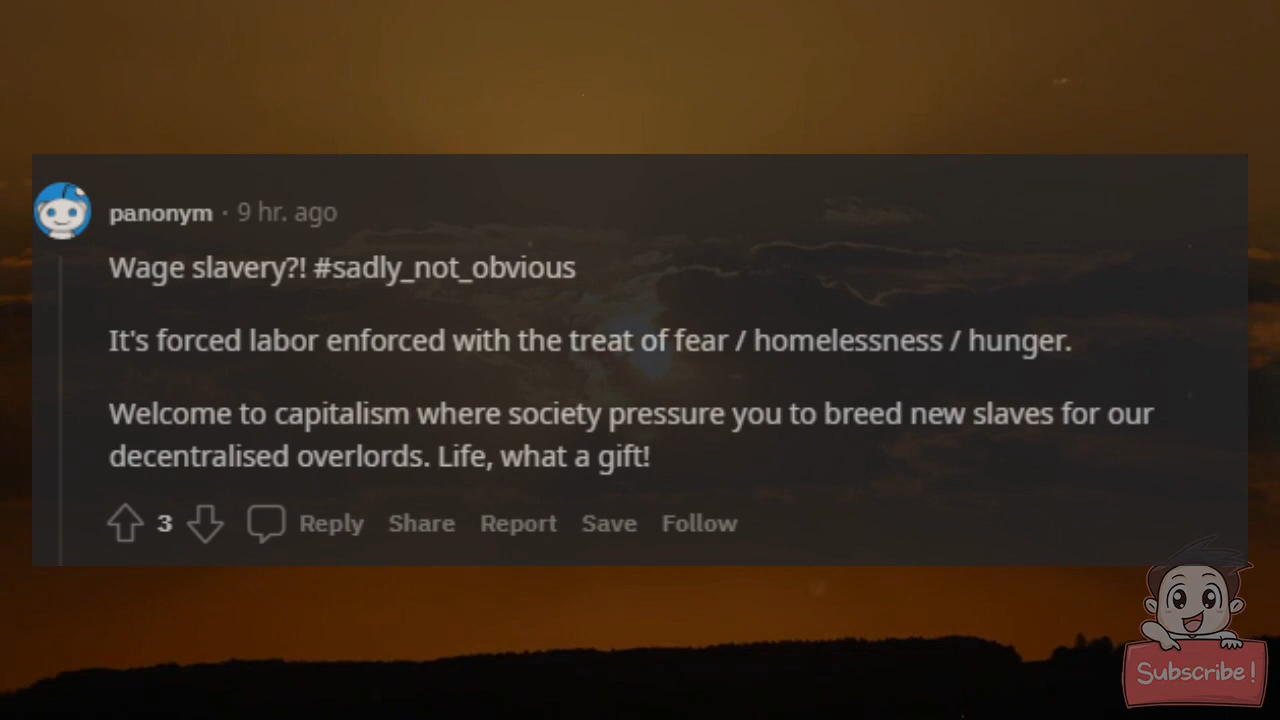 panonym · 9 hr. ago
Wage slavery?! #sadly_not_obvious
It's forced labor enforced with the treat of fear / homelessness / hunger.
Welcome to capitalism where society pressure you to breed new slaves for our
decentralised overlords. Life, what a gift!
3 Reply Share Report Save Follow
Subscribe!